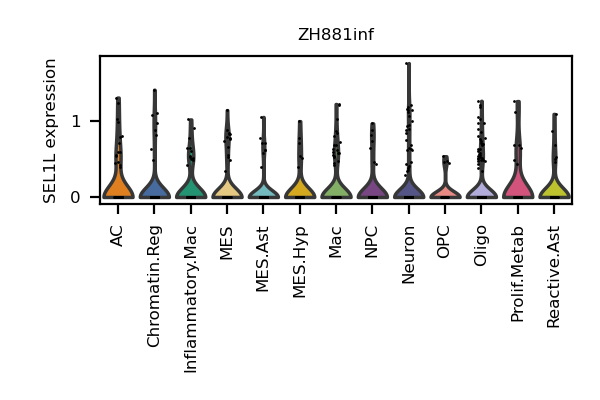 ZH881inf
SEL1L expression
1
0
AC
Chromatin.Reg
Inflammatory.Mac
MES
MES.Ast
MES.Hyp
Mac
NPC
Neuron
OPC
Oligo
Prolif.Metab
Reactive.Ast